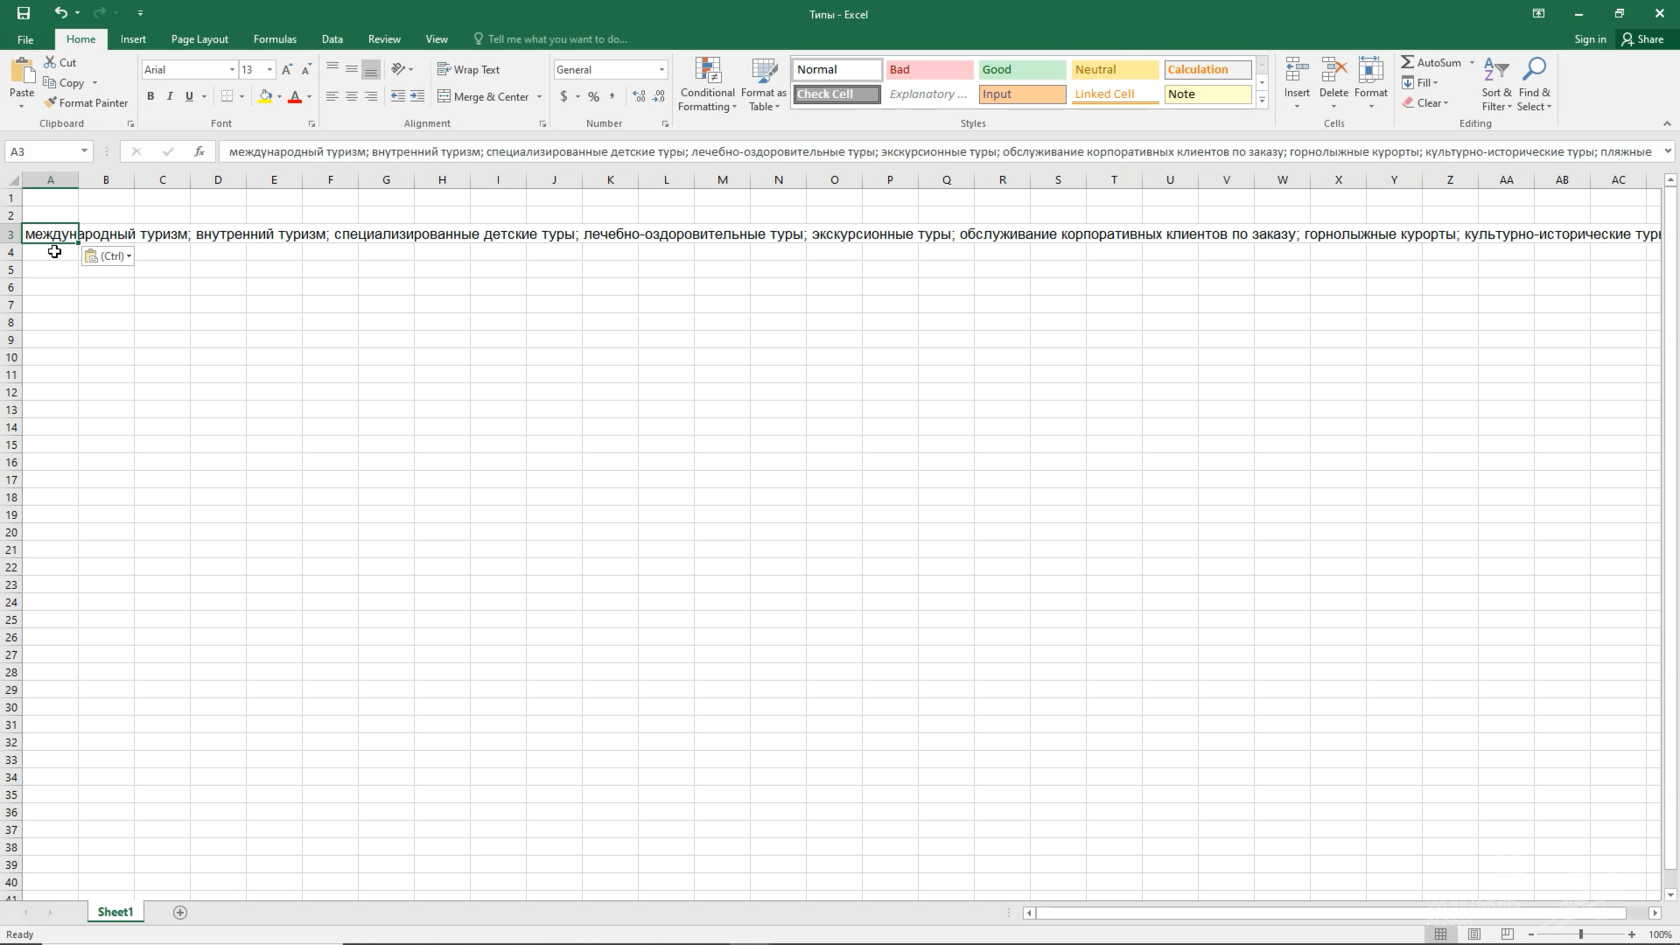 Типы - Excel
File Home Insert Page Layout Formulas Data Review View Tell me what you want to do... Sign in Share
Paste Cut Copy Format Painter Clipboard
Arial 13 B I U Font
Wrap Text Merge & Center Alignment
General $ % , Number
Conditional Formatting Format as Table
Normal Bad Good Neutral Calculation
Check Cell Explanatory ... Input Linked Cell Note
Styles
Insert Delete Format Cells
AutoSum Fill Clear Sort & Filter Find & Select Editing
A3 fx международный туризм; внутренний туризм; специализированные детские туры; лечебно-оздоровительные туры; экскурсионные туры; обслуживание корпоративных клиентов по заказу; горнолыжные курорты; культурно-исторические туры; пляжные
A B C D E F G H I J K L M N O P Q R S T U V W X Y Z AA AB AC
1
2
3 международный туризм; внутренний туризм; специализированные детские туры; лечебно-оздоровительные туры; экскурсионные туры; обслуживание корпоративных клиентов по заказу; горнолыжные курорты; культурно-исторические туры
4 (Ctrl)
5
6
7
8
9
10
11
12
13
14
15
16
17
18
19
20
21
22
23
24
25
26
27
28
29
30
31
32
33
34
35
36
37
38
39
40
41
Sheet1
Ready 100%